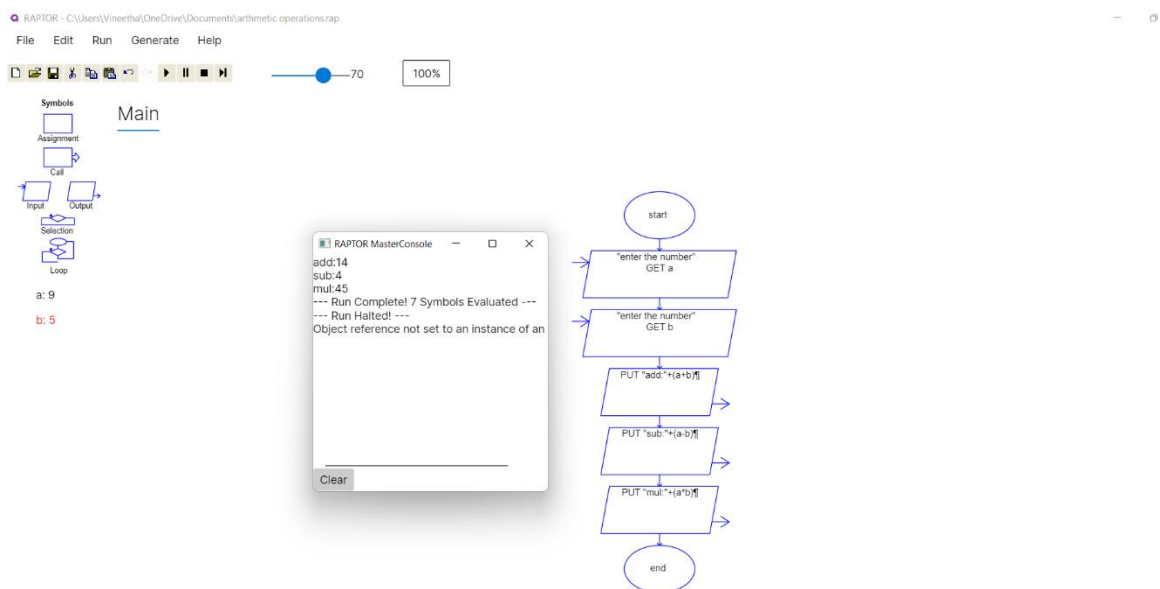 RAPTOR - C:\Users\Vineetha\OneDrive\Documents\arthmetic operations.rap
File Edit Run Generate Help
70
100%
Symbols
Assignment
Call
Input Output
Selection
Loop
a: 9
b: 5
Main
RAPTOR MasterConsole
add:14
sub:4
mul:45
--- Run Complete! 7 Symbols Evaluated ---
--- Run Halted! ---
Object reference not set to an instance of an
Clear
start
"enter the number"
GET a
"enter the number"
GET b
PUT "add:"+(a+b)¶
PUT "sub:"+(a-b)¶
PUT "mul:"+(a*b)¶
end